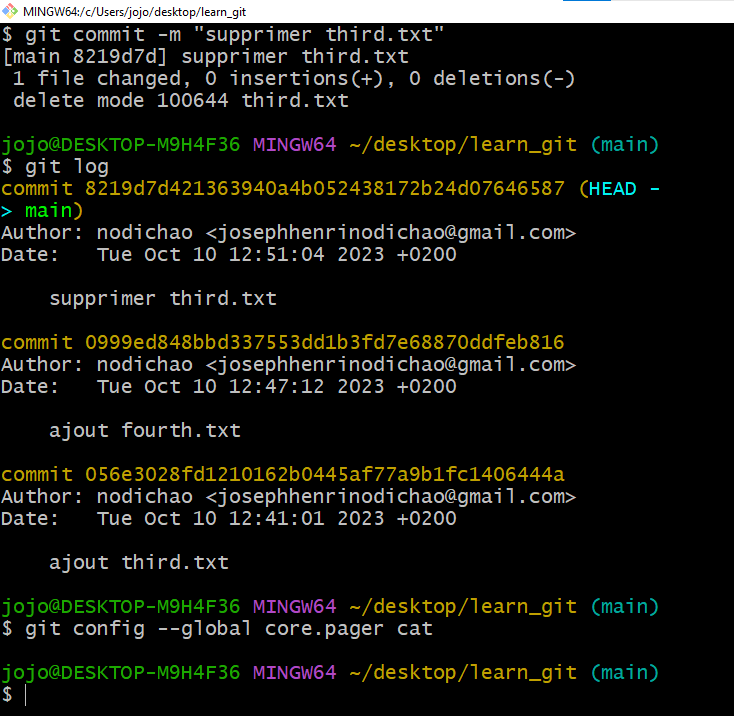 MINGW64:/c/Users/jojo/desktop/learn_git
$ git commit -m "supprimer third.txt"
[main 8219d7d] supprimer third.txt
 1 file changed, 0 insertions(+), 0 deletions(-)
 delete mode 100644 third.txt
jojo@DESKTOP-M9H4F36 MINGW64 ~/desktop/learn_git (main)
$ git log
commit 8219d7d421363940a4b052438172b24d07646587 (HEAD -
> main)
Author: nodichao <josephhenrinodichao@gmail.com>
Date:   Tue Oct 10 12:51:04 2023 +0200
    supprimer third.txt
commit 0999ed848bbd337553dd1b3fd7e68870ddfeb816
Author: nodichao <josephhenrinodichao@gmail.com>
Date:   Tue Oct 10 12:47:12 2023 +0200
    ajout fourth.txt
commit 056e3028fd1210162b0445af77a9b1fc1406444a
Author: nodichao <josephhenrinodichao@gmail.com>
Date:   Tue Oct 10 12:41:01 2023 +0200
    ajout third.txt
jojo@DESKTOP-M9H4F36 MINGW64 ~/desktop/learn_git (main)
$ git config --global core.pager cat
jojo@DESKTOP-M9H4F36 MINGW64 ~/desktop/learn_git (main)
$